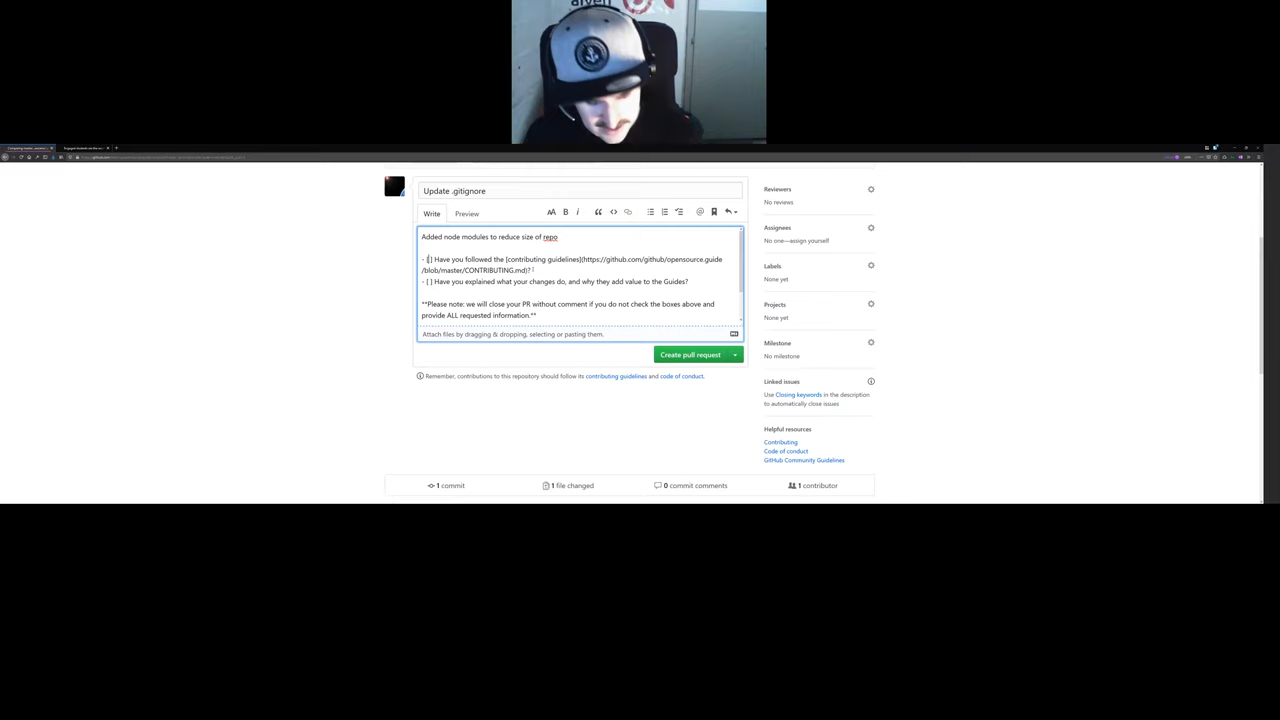 Update .gitignore
Write
Preview
Added node modules to reduce size of repo
- [] Have you followed the [contributing guidelines](https://github.com/github/opensource.guide
/blob/master/CONTRIBUTING.md)?
- [ ] Have you explained what your changes do, and why they add value to the Guides?
**Please note: we will close your PR without comment if you do not check the boxes above and
provide ALL requested information.**
Attach files by dragging & dropping, selecting or pasting them.
Create pull request
Remember, contributions to this repository should follow its contributing guidelines and code of conduct.
Reviewers
No reviews
Assignees
No one—assign yourself
Labels
None yet
Projects
None yet
Milestone
No milestone
Linked issues
Use Closing keywords in the description
to automatically close issues
Helpful resources
Contributing
Code of conduct
GitHub Community Guidelines
1 commit
1 file changed
0 commit comments
1 contributor